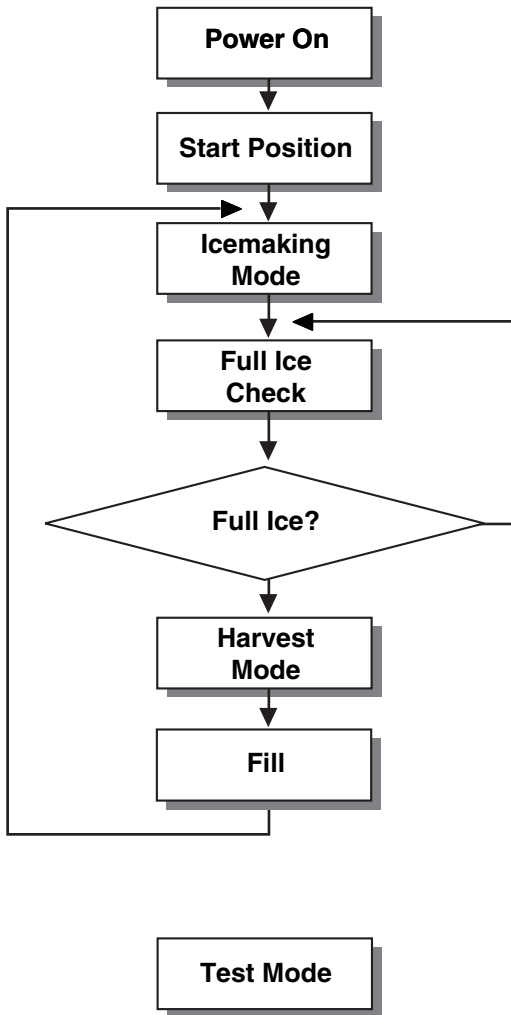 Power On
Start Position
Icemaking
Mode
Full Ice
Check
Full Ice?
Harvest
Mode
Fill
Test Mode